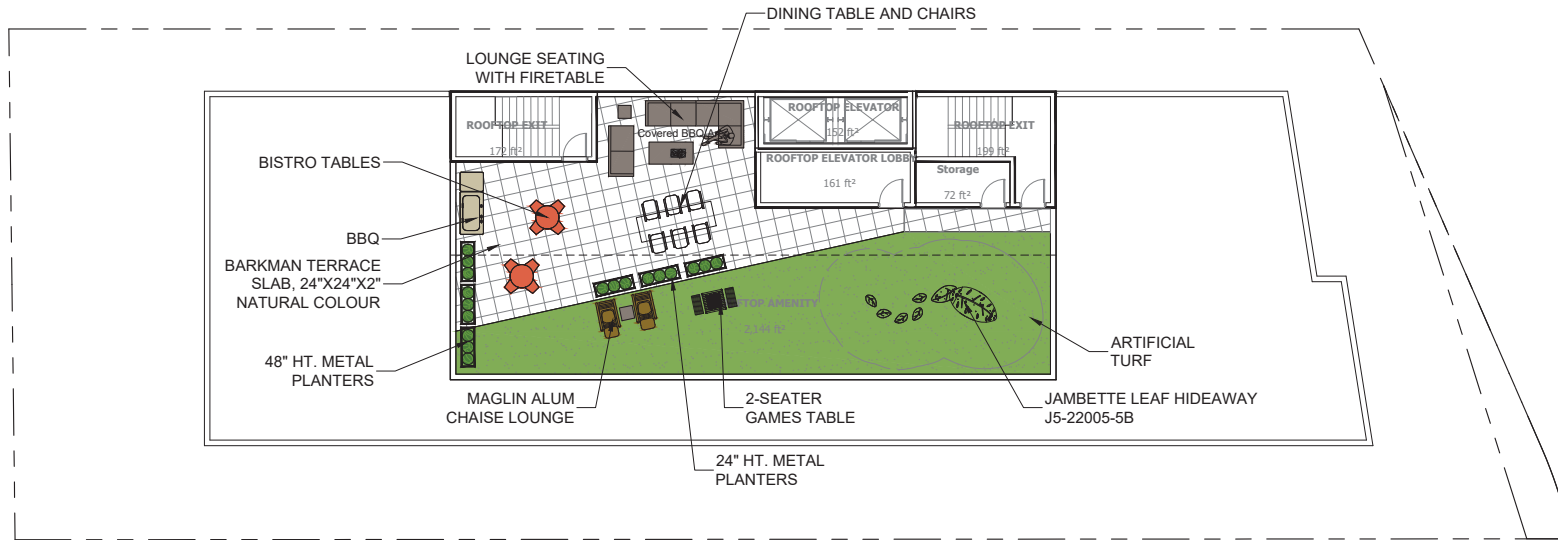 DINING TABLE AND CHAIRS
LOUNGE SEATING
WITH FIRETABLE
ROOFTOP EXIT
172 ft²
Covered BBQ
ROOFTOP ELEVATOR
152 ft²
ROOFTOP EXIT
199 ft²
ROOFTOP ELEVATOR LOBBY
161 ft²
Storage
72 ft²
BISTRO TABLES
BBQ
BARKMAN TERRACE
SLAB, 24"X24"X2"
NATURAL COLOUR
FTOP AMENITY
2,144 ft²
48" HT. METAL
PLANTERS
MAGLIN ALUM
CHAISE LOUNGE
2-SEATER
GAMES TABLE
24" HT. METAL
PLANTERS
ARTIFICIAL
TURF
JAMBETTE LEAF HIDEAWAY
J5-22005-5B